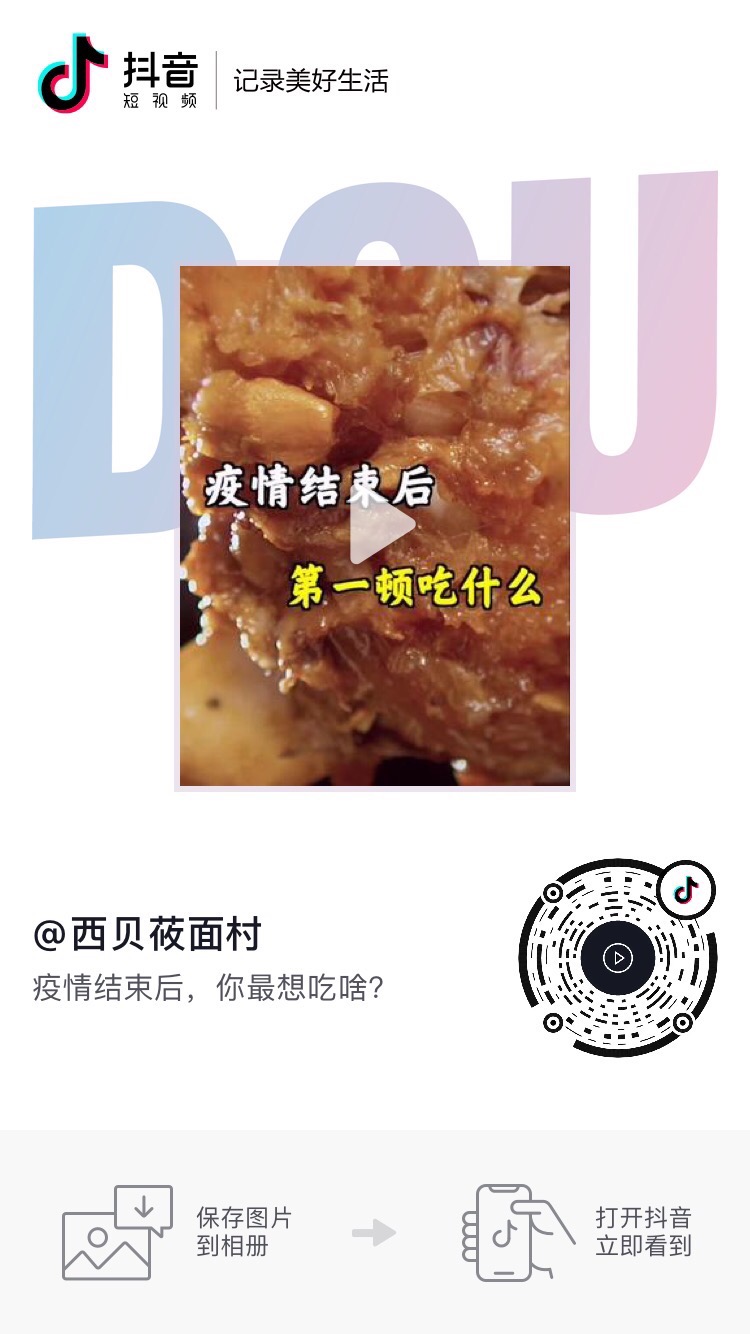 抖音
短视频
记录美好生活
DOU
疫情结束后
第一顿吃什么
@西贝莜面村
疫情结束后，你最想吃啥？
保存图片
到相册
打开抖音
立即看到